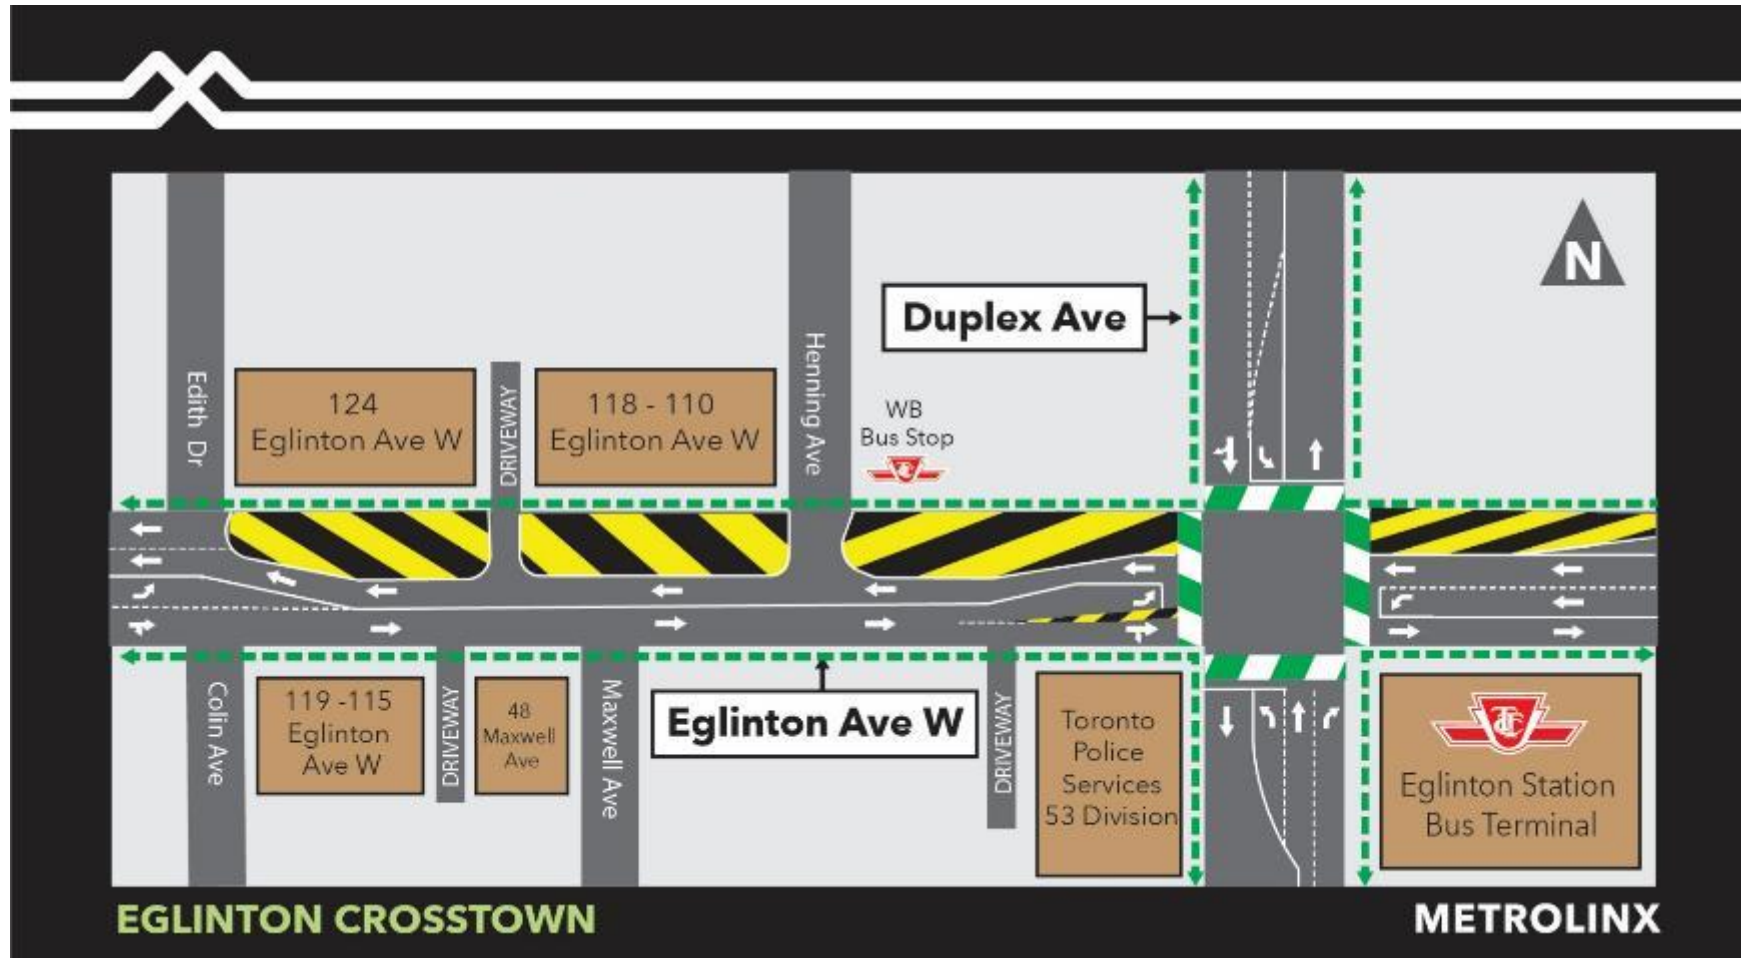 Duplex Ave
N
Edith Dr
124
Eglinton Ave W
DRIVEWAY
118 - 110
Eglinton Ave W
Henning Ave
WB
Bus Stop
TTC
Colin Ave
119 -115
Eglinton
Ave W
DRIVEWAY
48
Maxwell
Ave
Maxwell Ave
Eglinton Ave W
DRIVEWAY
Toronto
Police
Services
53 Division
TTC
Eglinton Station
Bus Terminal
EGLINTON CROSSTOWN
METROLINX